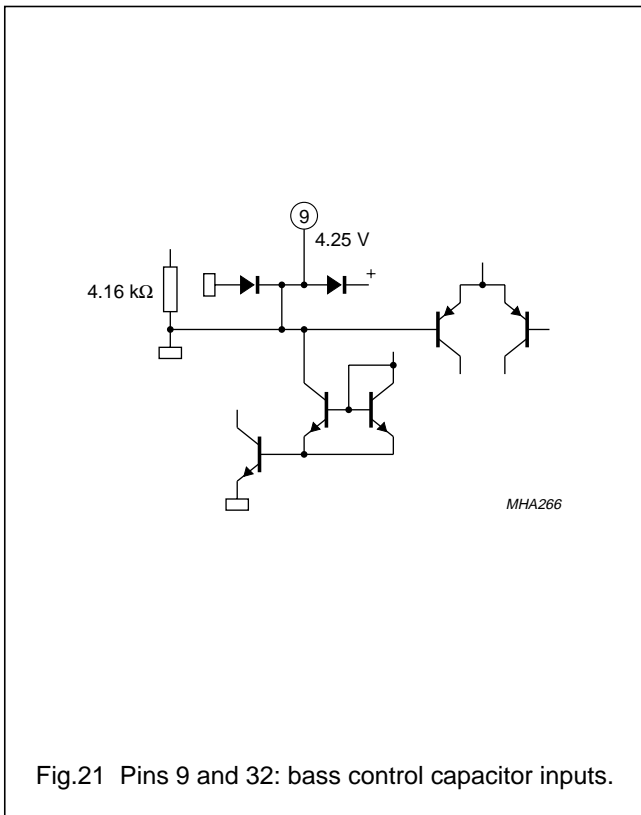 9
4.25 V
+
4.16 kΩ
MHA266
Fig.21 Pins 9 and 32: bass control capacitor inputs.